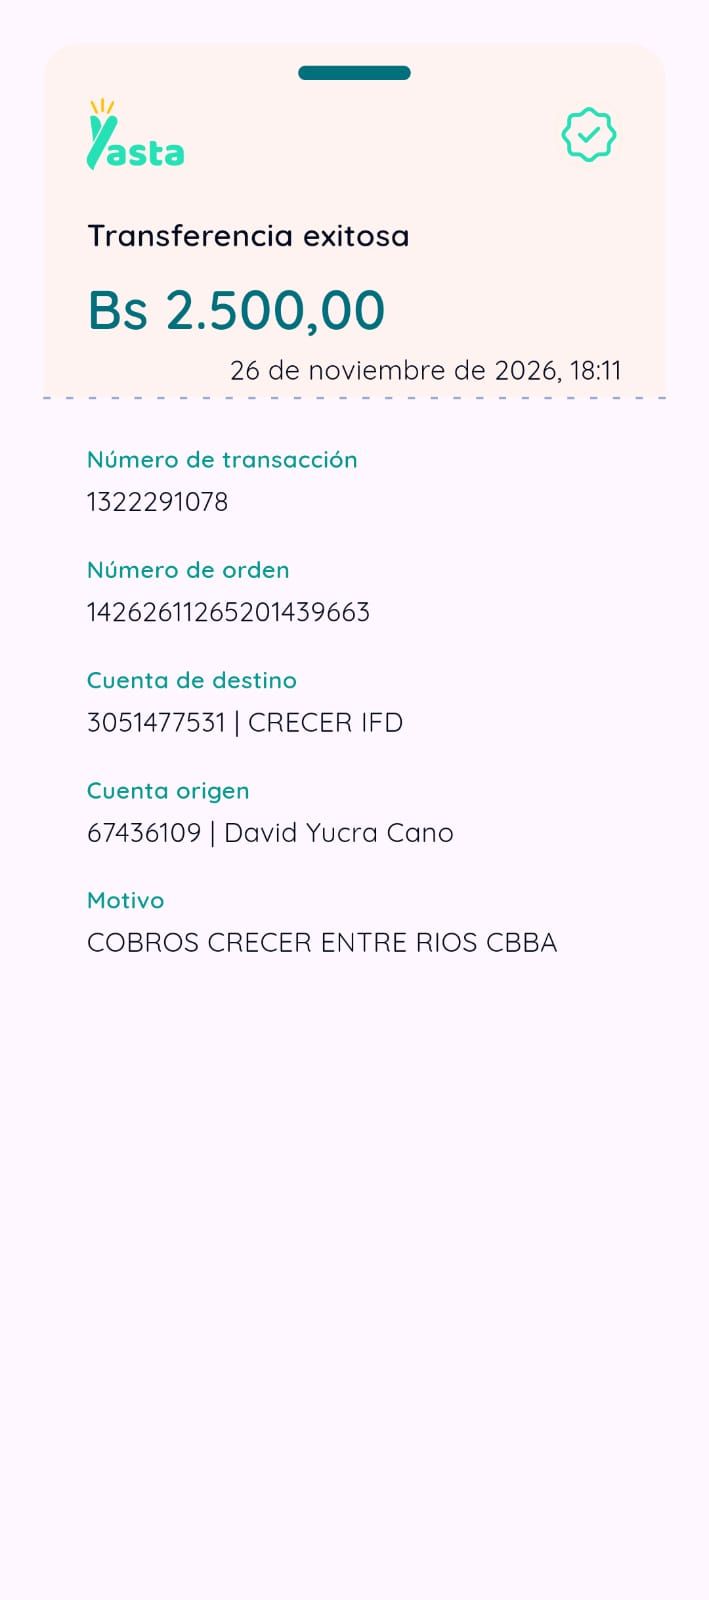 Yasta
Transferencia exitosa
Bs 2.500,00
26 de noviembre de 2026, 18:11
Número de transacción
1322291078
Número de orden
14262611265201439663
Cuenta de destino
3051477531 | CRECER IFD
Cuenta origen
67436109 | David Yucra Cano
Motivo
COBROS CRECER ENTRE RIOS CBBA